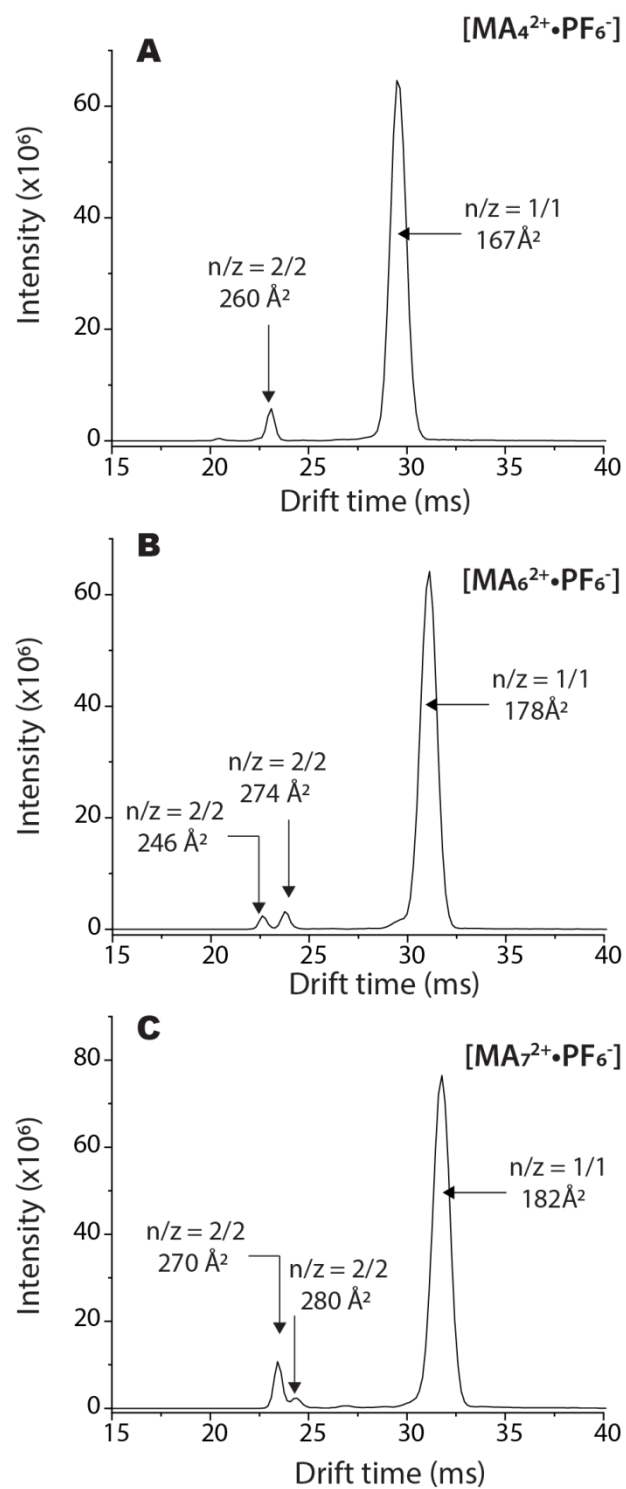 A
[MA₄²⁺•PF₆⁻]
Intensity (x10⁶)
60
40
20
0
n/z = 1/1
167Å²
n/z = 2/2
260 Å²
15 20 25 30 35 40
Drift time (ms)
B
[MA₆²⁺•PF₆⁻]
Intensity (x10⁶)
60
40
20
0
n/z = 1/1
178Å²
n/z = 2/2
274 Å²
n/z = 2/2
246 Å²
15 20 25 30 35 40
Drift time (ms)
C
[MA₇²⁺•PF₆⁻]
Intensity (x10⁶)
80
60
40
20
0
n/z = 1/1
182Å²
n/z = 2/2
270 Å²
n/z = 2/2
280 Å²
15 20 25 30 35 40
Drift time (ms)